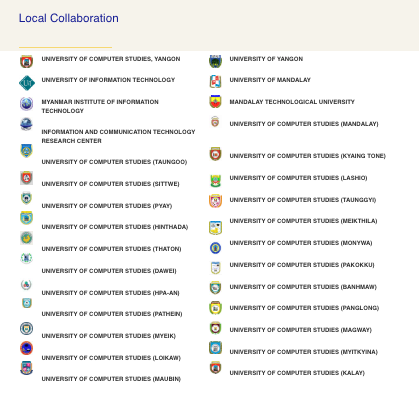 Local Collaboration
UNIVERSITY OF COMPUTER STUDIES, YANGON
UNIVERSITY OF INFORMATION TECHNOLOGY
MYANMAR INSTITUTE OF INFORMATION
TECHNOLOGY
INFORMATION AND COMMUNICATION TECHNOLOGY
RESEARCH CENTER
UNIVERSITY OF COMPUTER STUDIES (TAUNGOO)
UNIVERSITY OF COMPUTER STUDIES (SITTWE)
UNIVERSITY OF COMPUTER STUDIES (PYAY)
UNIVERSITY OF COMPUTER STUDIES (HINTHADA)
UNIVERSITY OF COMPUTER STUDIES (THATON)
UNIVERSITY OF COMPUTER STUDIES (DAWEI)
UNIVERSITY OF COMPUTER STUDIES (HPA-AN)
UNIVERSITY OF COMPUTER STUDIES (PATHEIN)
UNIVERSITY OF COMPUTER STUDIES (MYEIK)
UNIVERSITY OF COMPUTER STUDIES (LOIKAW)
UNIVERSITY OF COMPUTER STUDIES (MAUBIN)
UNIVERSITY OF YANGON
UNIVERSITY OF MANDALAY
MANDALAY TECHNOLOGICAL UNIVERSITY
UNIVERSITY OF COMPUTER STUDIES (MANDALAY)
UNIVERSITY OF COMPUTER STUDIES (KYAING TONE)
UNIVERSITY OF COMPUTER STUDIES (LASHIO)
UNIVERSITY OF COMPUTER STUDIES (TAUNGGYI)
UNIVERSITY OF COMPUTER STUDIES (MEIKTHILA)
UNIVERSITY OF COMPUTER STUDIES (MONYWA)
UNIVERSITY OF COMPUTER STUDIES (PAKOKKU)
UNIVERSITY OF COMPUTER STUDIES (BANHMAW)
UNIVERSITY OF COMPUTER STUDIES (PANGLONG)
UNIVERSITY OF COMPUTER STUDIES (MAGWAY)
UNIVERSITY OF COMPUTER STUDIES (MYITKYINA)
UNIVERSITY OF COMPUTER STUDIES (KALAY)